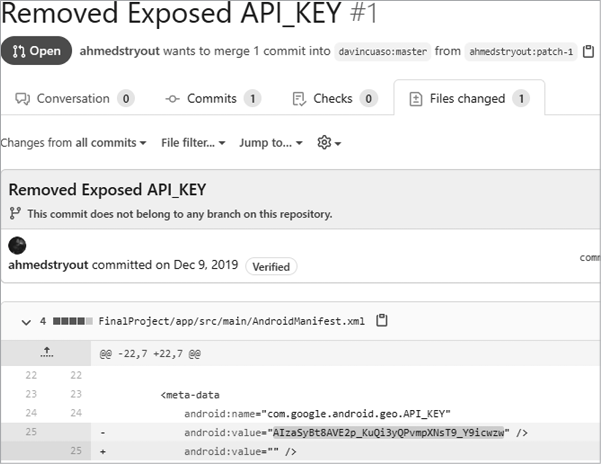 Removed Exposed API_KEY #1
Open ahmedstryout wants to merge 1 commit into davincuaso:master from ahmedstryout:patch-1
Conversation 0 Commits 1 Checks 0 Files changed 1
Changes from all commits File filter... Jump to...
Removed Exposed API_KEY
This commit does not belong to any branch on this repository.
ahmedstryout committed on Dec 9, 2019 Verified
4 FinalProject/app/src/main/AndroidManifest.xml
@@ -22,7 +22,7 @@
22 22
23 23 <meta-data
24 24 android:name="com.google.android.geo.API_KEY"
25 - android:value="AIzaSyBt8AVE2p_KuQi3yQPvmpXNsT9_Y9icwzw" />
25 + android:value="" />